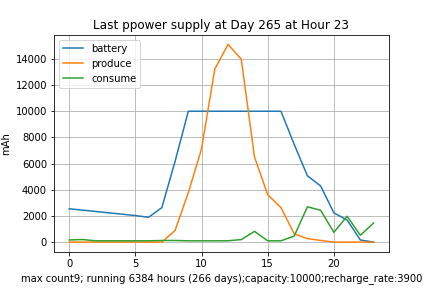 Last ppower supply at Day 265 at Hour 23
battery
produce
consume
mAh
14000
12000
10000
8000
6000
4000
2000
0
0 5 10 15 20
max count9; running 6384 hours (266 days);capacity:10000;recharge_rate:3900